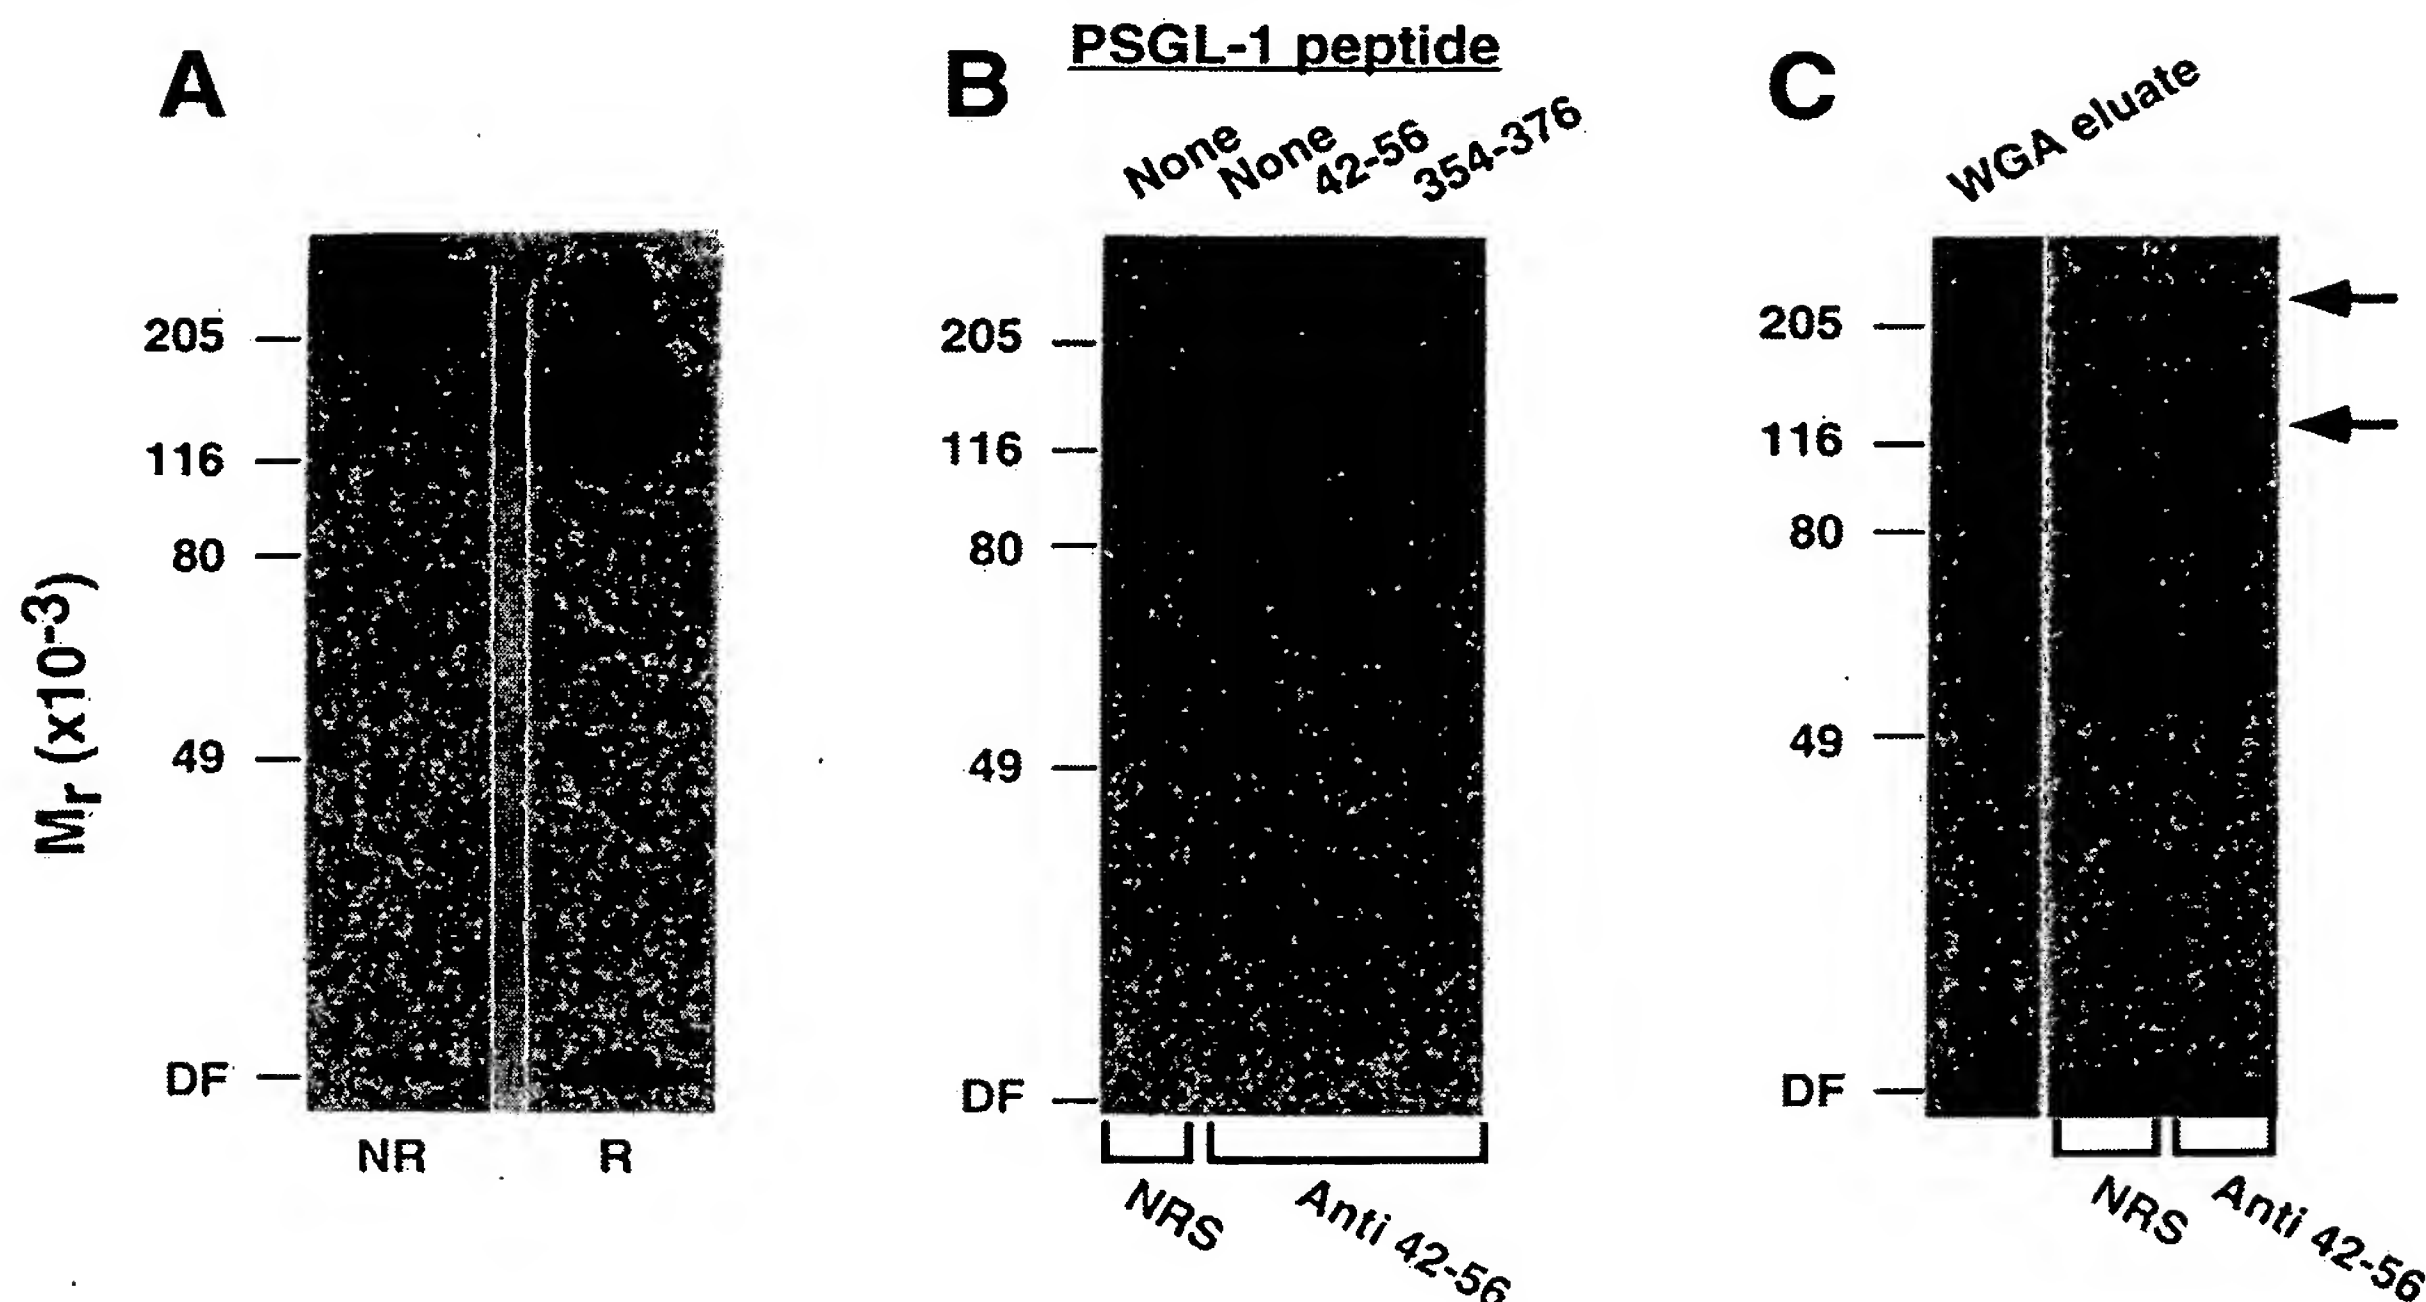 A
B
C
PSGL-1 peptide
None
None
42-56
354-376
WGA eluate
Mr (x10-3)
205
116
80
49
DF
NR
R
205
116
80
49
DF
NRS
Anti 42-56
205
116
80
49
DF
NRS
Anti 42-56